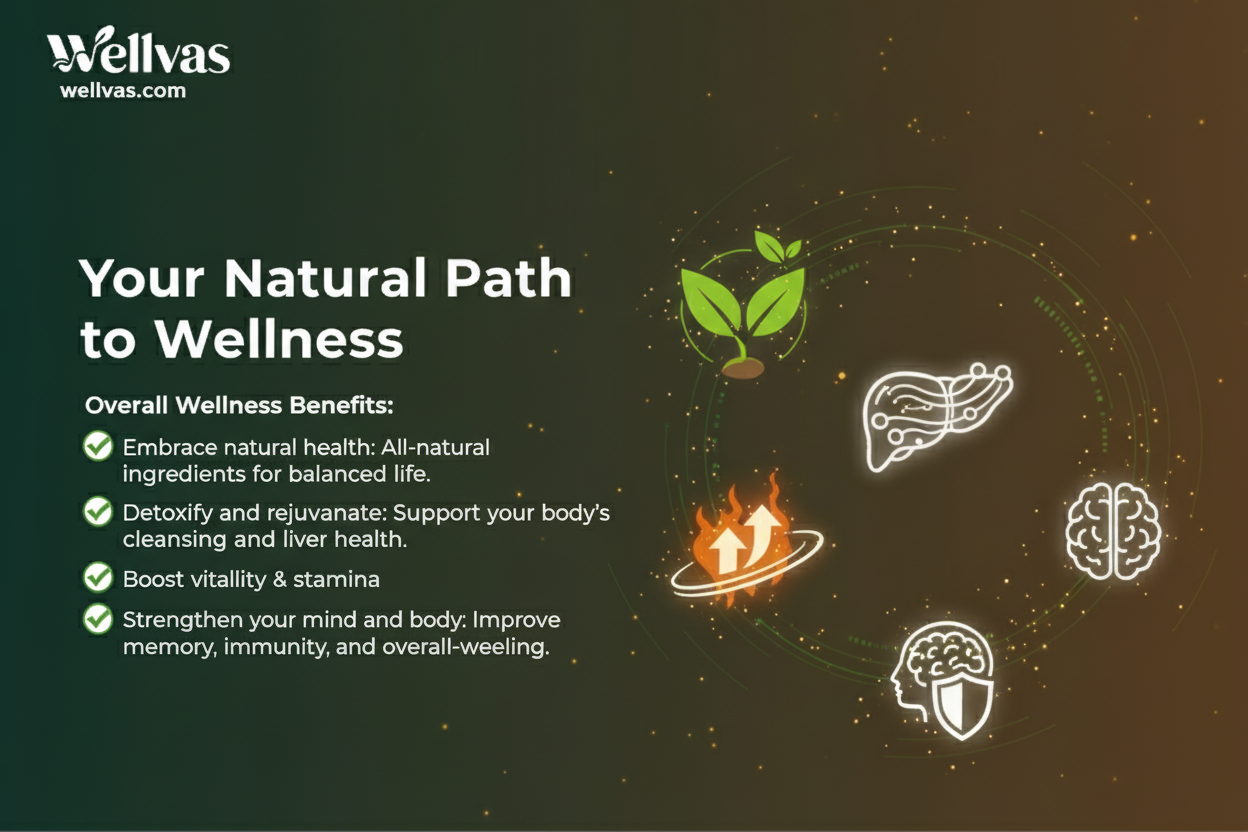 Wellvas
wellvas.com
Your Natural Path
to Wellness
Overall Wellness Benefits:
Embrace natural health: All-natural
ingredients for balanced life.
Detoxify and rejuvanate: Support your body’s
cleansing and liver health.
Boost vitallity & stamina
Strengthen your mind and body: Improve
memory, immunity, and overall-weeling.